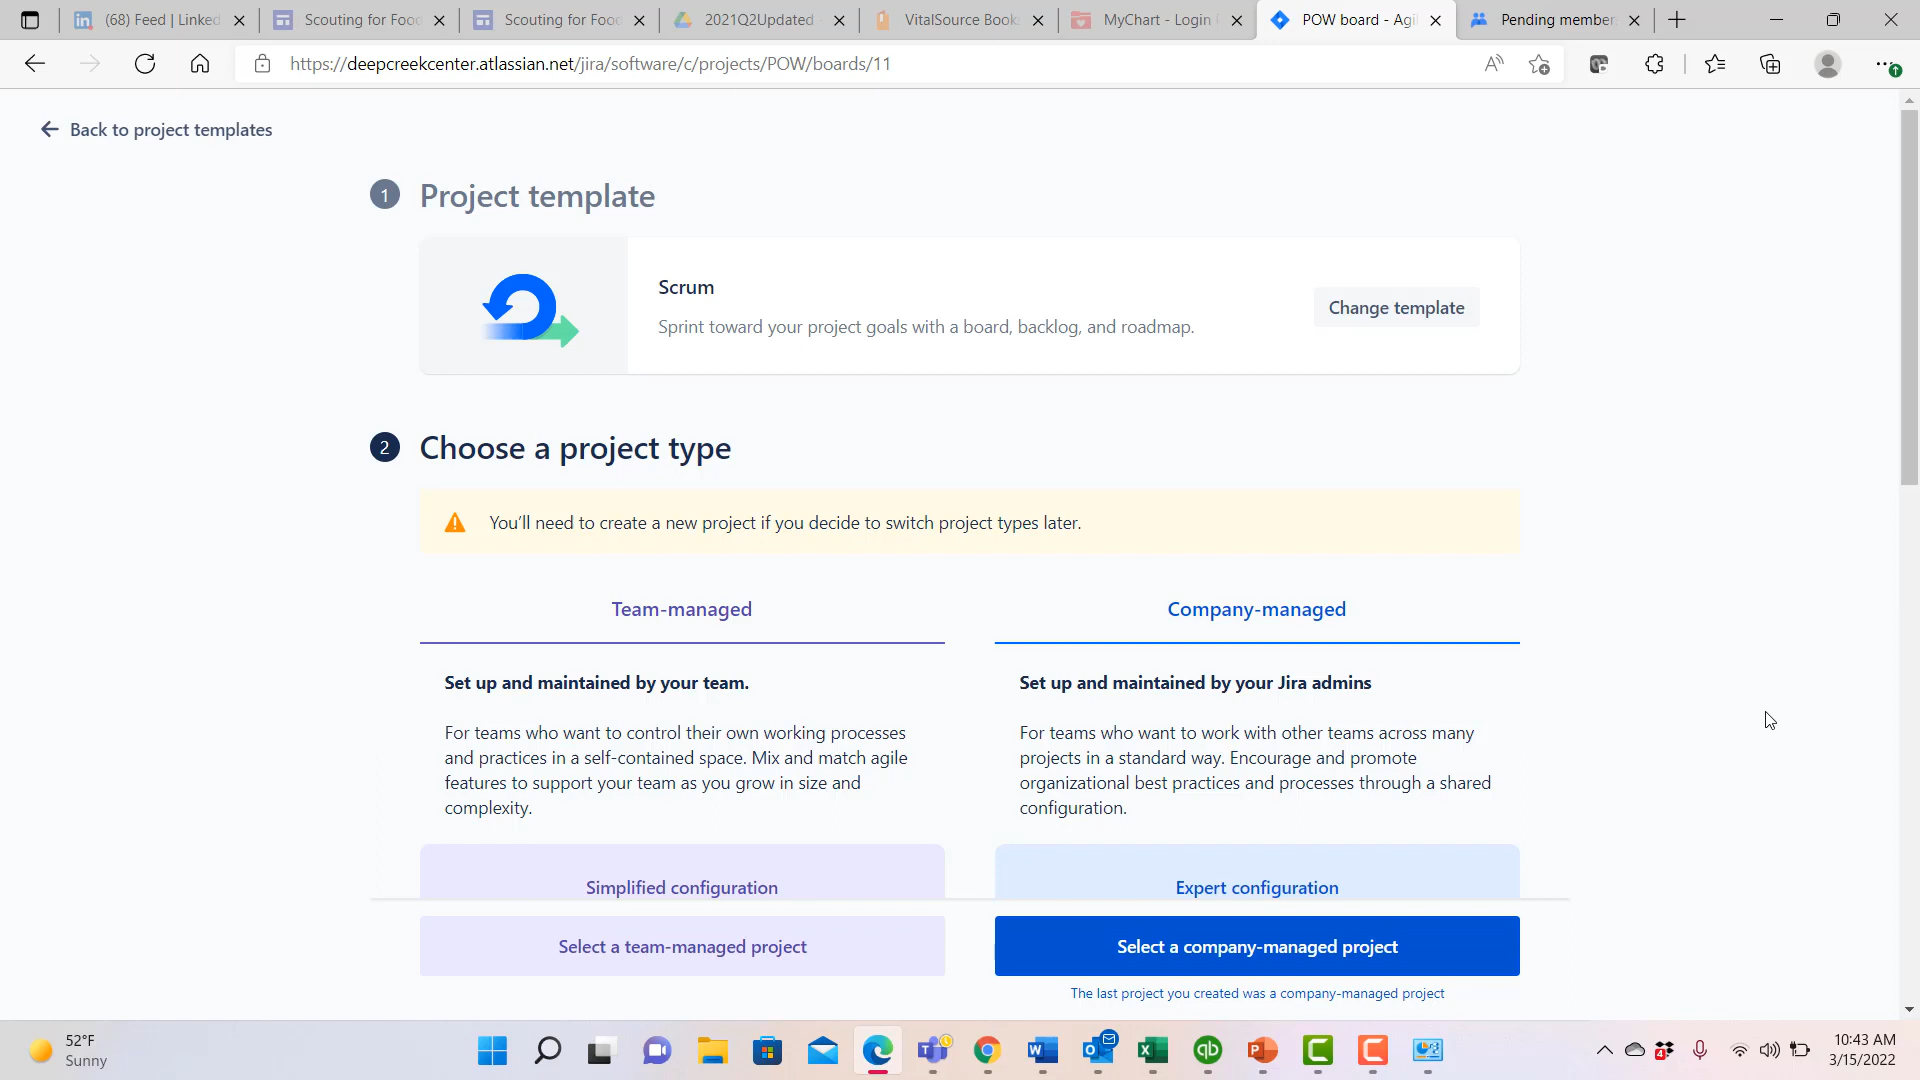 (68) Feed | Linked
Scouting for Food
Scouting for Food
2021Q2Updated
VitalSource Book
MyChart - Login
POW board - Agi
Pending member
https://deepcreekcenter.atlassian.net/jira/software/c/projects/POW/boards/11
Back to project templates
1 Project template
Scrum
Sprint toward your project goals with a board, backlog, and roadmap.
Change template
2 Choose a project type
You'll need to create a new project if you decide to switch project types later.
Team-managed
Set up and maintained by your team.
For teams who want to control their own working processes
and practices in a self-contained space. Mix and match agile
features to support your team as you grow in size and
complexity.
Simplified configuration
Select a team-managed project
Company-managed
Set up and maintained by your Jira admins
For teams who want to work with other teams across many
projects in a standard way. Encourage and promote
organizational best practices and processes through a shared
configuration.
Expert configuration
Select a company-managed project
The last project you created was a company-managed project
52°F
Sunny
10:43 AM
3/15/2022